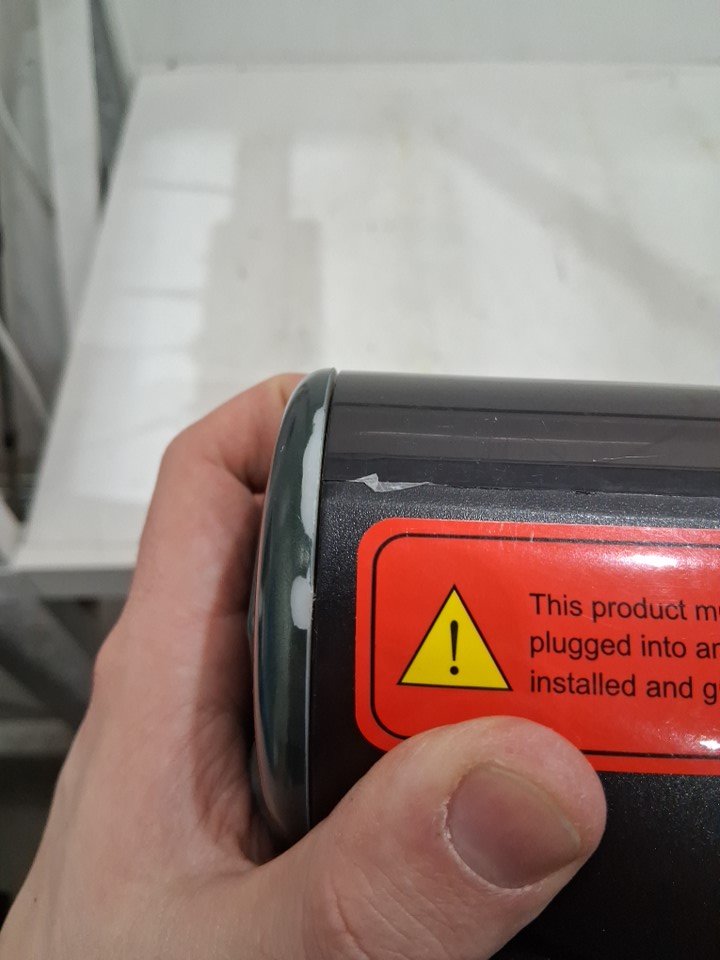 This product
plugged into
installed and